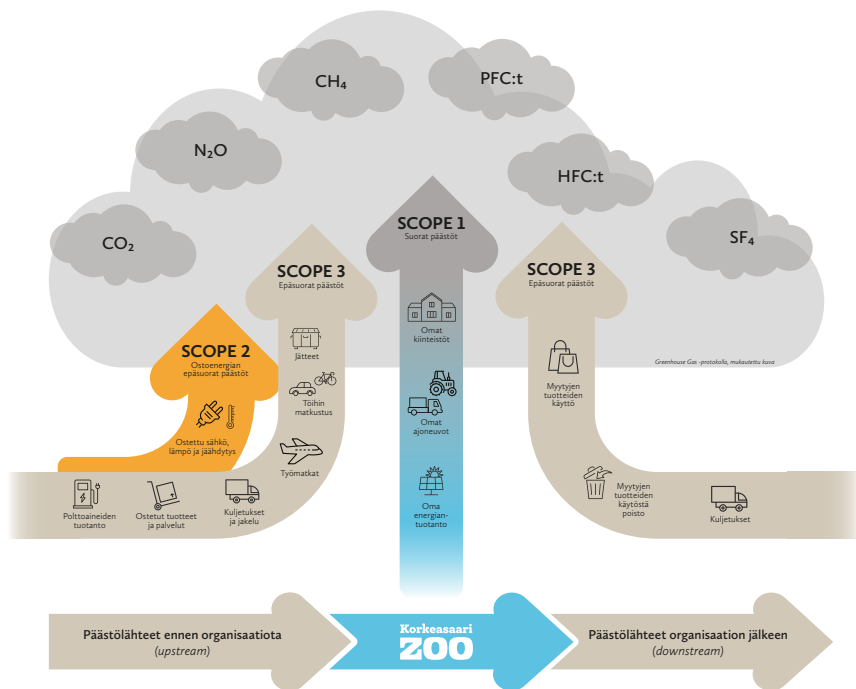 CH₄
PFC:t
N₂O
HFC:t
CO₂
SF₄
SCOPE 1
Suorat päästöt
SCOPE 3
Epäsuorat päästöt
SCOPE 3
Epäsuorat päästöt
SCOPE 2
Ostoenergian
epäsuorat päästöt
Ostettu sähkö,
lämpö ja jäähdytys
Jätteet
Töihin
matkustus
Työmatkat
Polttoaineiden
tuotanto
Ostetut tuotteet
ja palvelut
Kuljetukset
ja jakelu
Omat
kiinteistöt
Omat
ajoneuvot
Oma
energian-
tuotanto
Greenhouse Gas -protokolla, mukautettu kuva
Myytyjen
tuotteiden
käyttö
Myytyjen
tuotteiden
käytöstä
poisto
Kuljetukset
Päästölähteet ennen organisaatiota
(upstream)
Korkeasaari
ZOO
Päästölähteet organisaation jälkeen
(downstream)